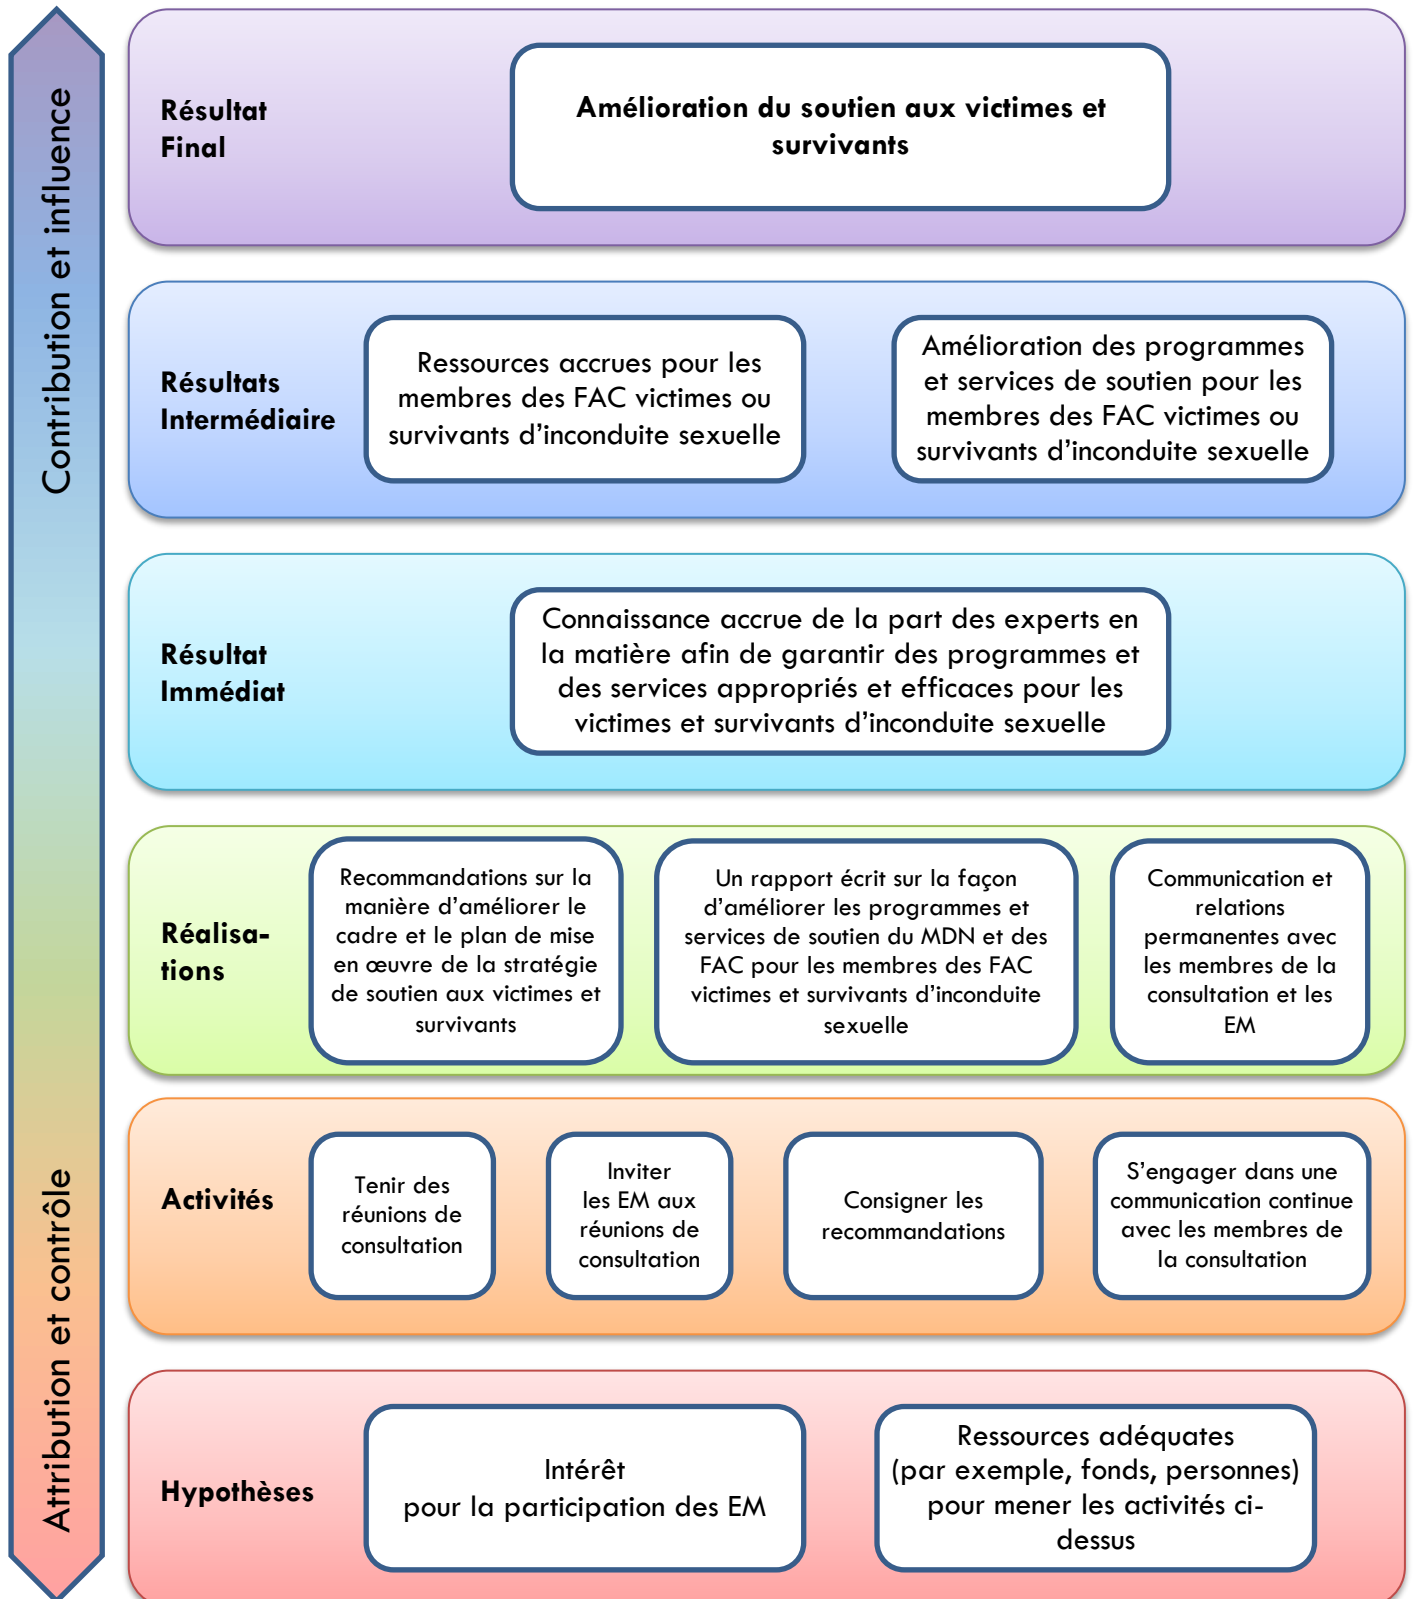 Contribution et influence
Attribution et contrôle
Résultat
Final
Amélioration du soutien aux victimes et
survivants
Résultats
Intermédiaire
Ressources accrues pour les
membres des FAC victimes ou
survivants d’inconduite sexuelle
Amélioration des programmes
et services de soutien pour les
membres des FAC victimes ou
survivants d’inconduite sexuelle
Résultat
Immédiat
Connaissance accrue de la part des experts en
la matière afin de garantir des programmes et
des services appropriés et efficaces pour les
victimes et survivants d’inconduite sexuelle
Réalisa-
tions
Recommandations sur la
manière d’améliorer le
cadre et le plan de mise
en œuvre de la stratégie
de soutien aux victimes et
survivants
Un rapport écrit sur la façon
d’améliorer les programmes et
services de soutien du MDN et des
FAC pour les membres des FAC
victimes et survivants d’inconduite
sexuelle
Communication et
relations
permanentes avec
les membres de la
consultation et les
EM
Activités
Tenir des
réunions de
consultation
Inviter
les EM aux
réunions de
consultation
Consigner les
recommandations
S’engager dans une
communication continue
avec les membres de
la consultation
Hypothèses
Intérêt
pour la participation des EM
Ressources adéquates
(par exemple, fonds, personnes)
pour mener les activités ci-
dessus